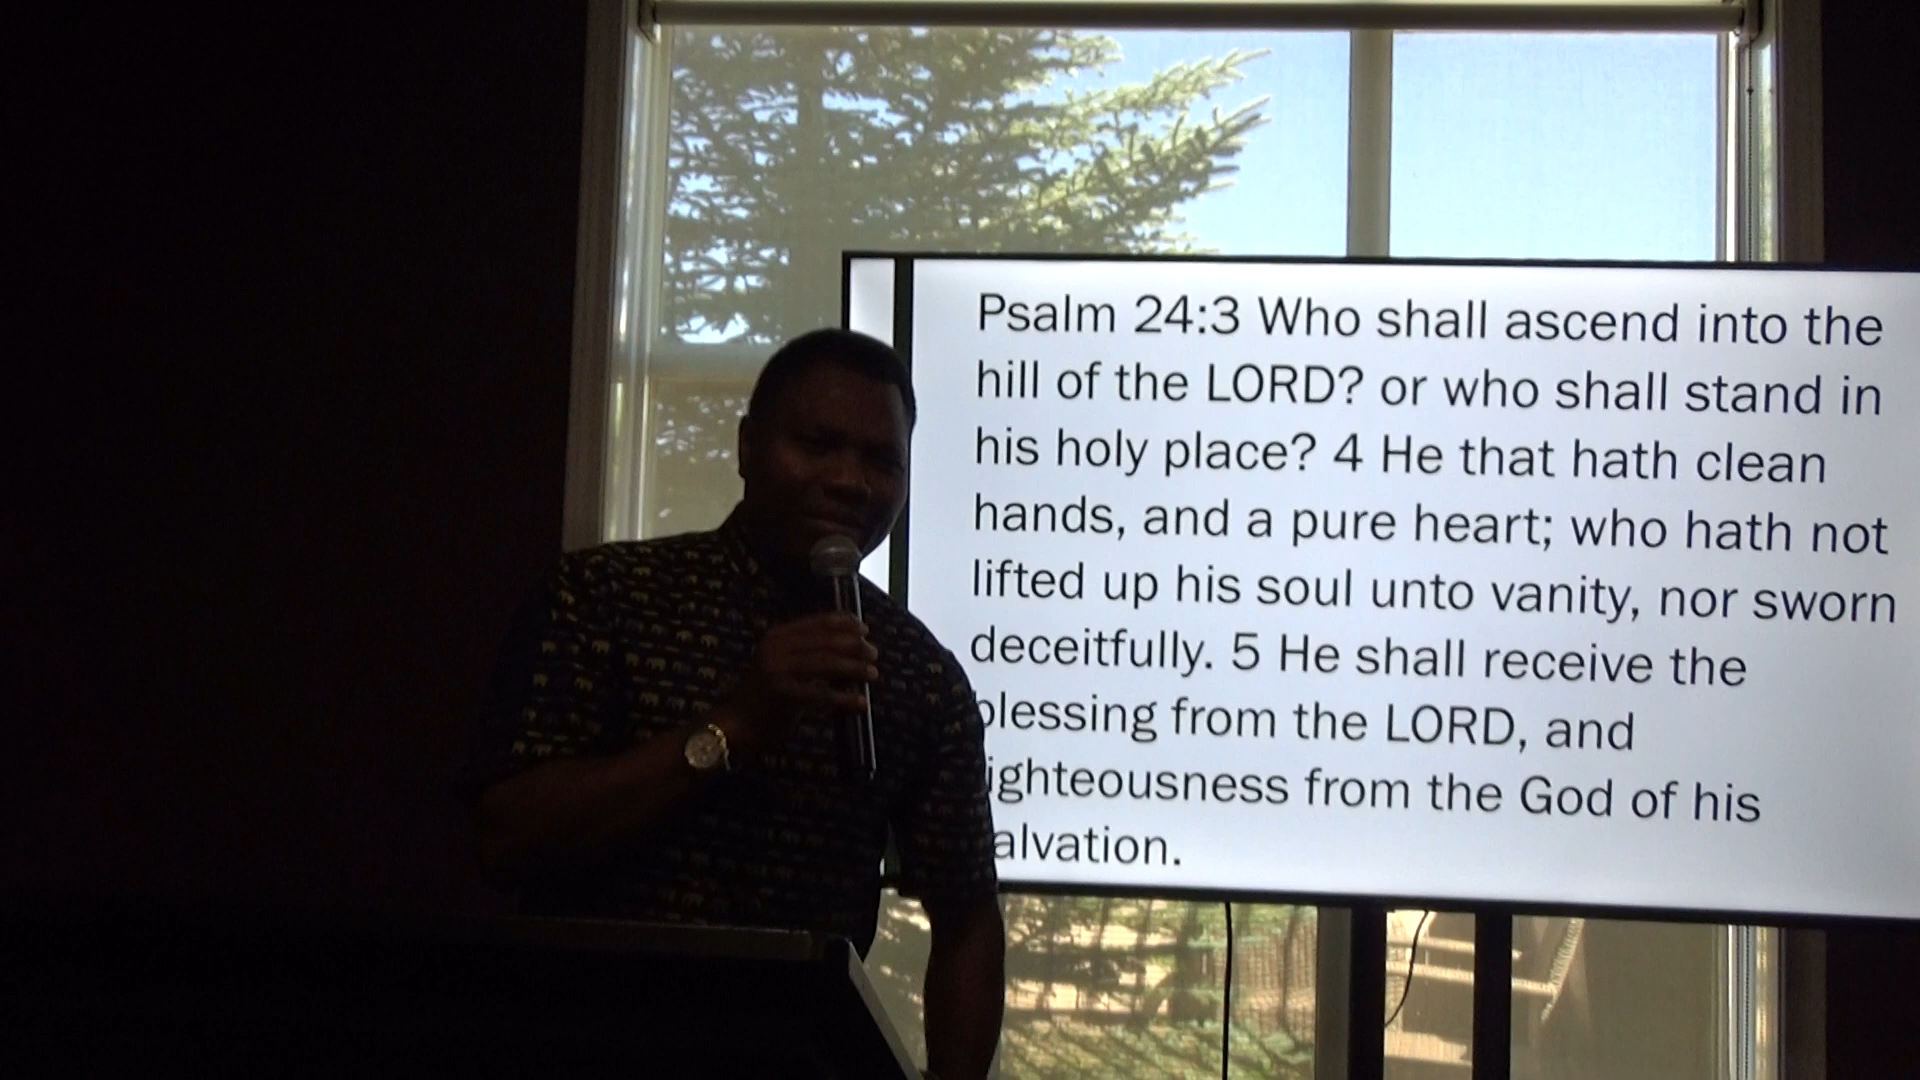 Psalm 24:3 Who shall ascend into the
hill of the LORD? or who shall stand in
his holy place? 4 He that hath clean
hands, and a pure heart; who hath not
lifted up his soul unto vanity, nor sworn
deceitfully. 5 He shall receive the
blessing from the LORD, and
ighteousness from the God of his
alvation.